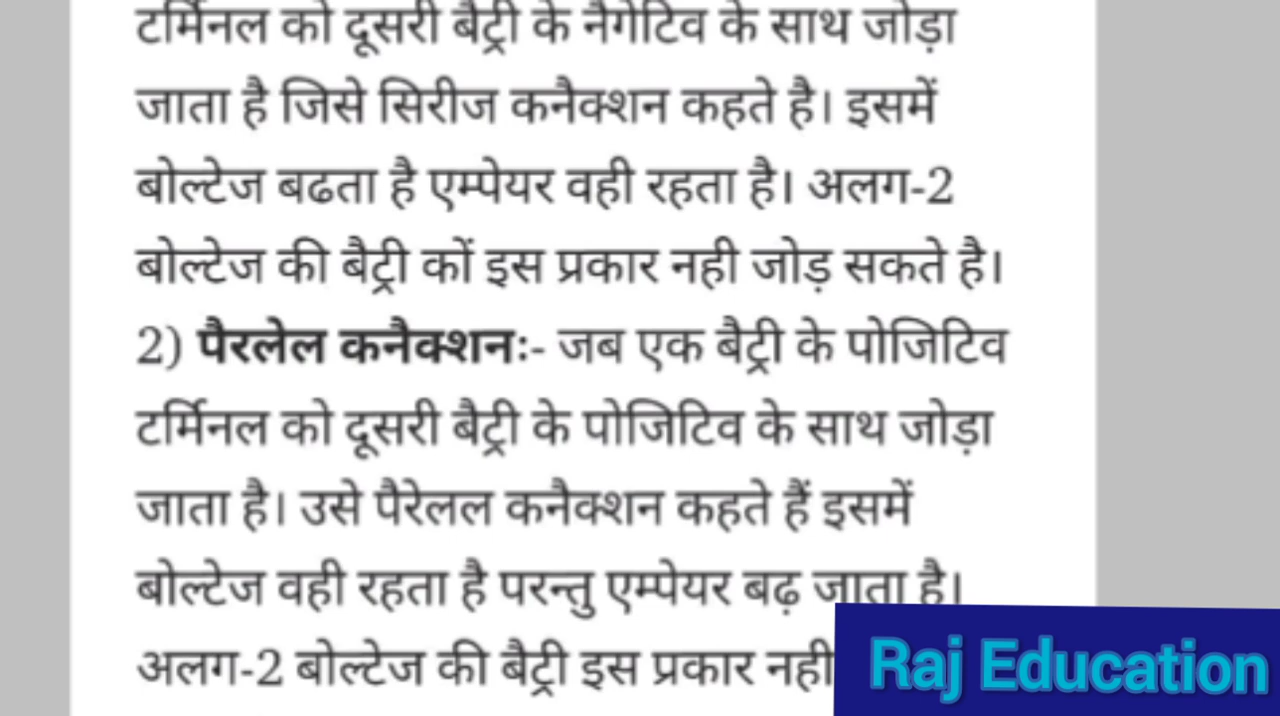 टर्मिनल को दूसरी बैट्री के नैगेटिव के साथ जोड़ा
जाता है जिसे सिरीज कनैक्शन कहते है। इसमें
बोल्टेज बढता है एम्पेयर वही रहता है। अलग-2
बोल्टेज की बैट्री कों इस प्रकार नही जोड़ सकते है।
2) पैरलेल कनैक्शनः- जब एक बैट्री के पोजिटिव
टर्मिनल को दूसरी बैट्री के पोजिटिव के साथ जोड़ा
जाता है। उसे पैरेलल कनैक्शन कहते हैं इसमें
बोल्टेज वही रहता है परन्तु एम्पेयर बढ़ जाता है।
अलग-2 बोल्टेज की बैट्री इस प्रकार नही
Raj Education